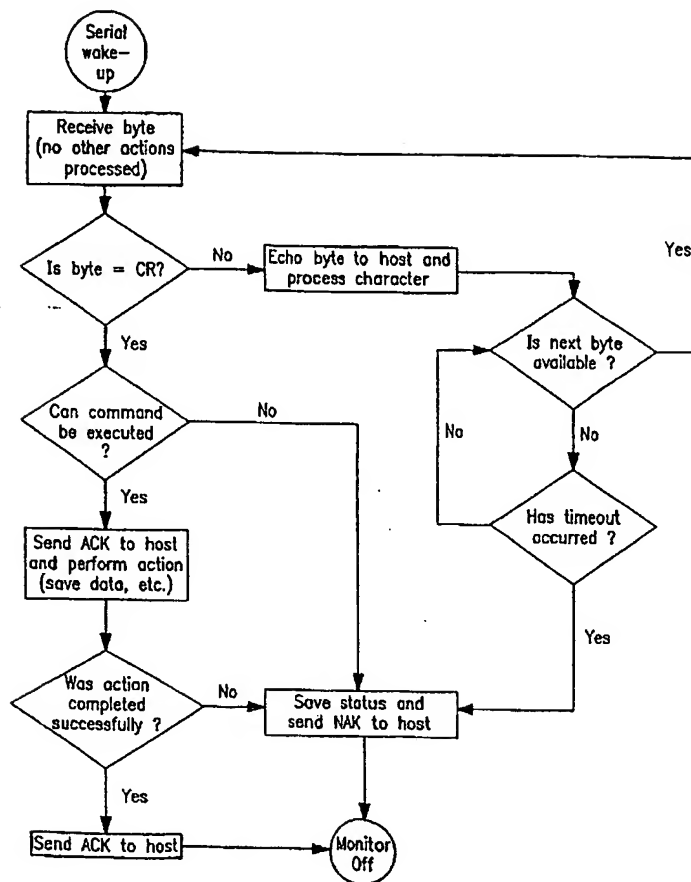 Serial
wake-
up
Receive byte
(no other actions
processed)
Is byte = CR?
No
Echo byte to host and
process character
Yes
Is next byte
available ?
Yes
No
No
Can command
be executed
?
No
Has timeout
accurred ?
Yes
Send ACK to host
and perform action
(save data, etc.)
Yes
Was action
completed
successfully ?
No
Save status and
send NAK to host
Yes
Send ACK to host
Monitor
Off